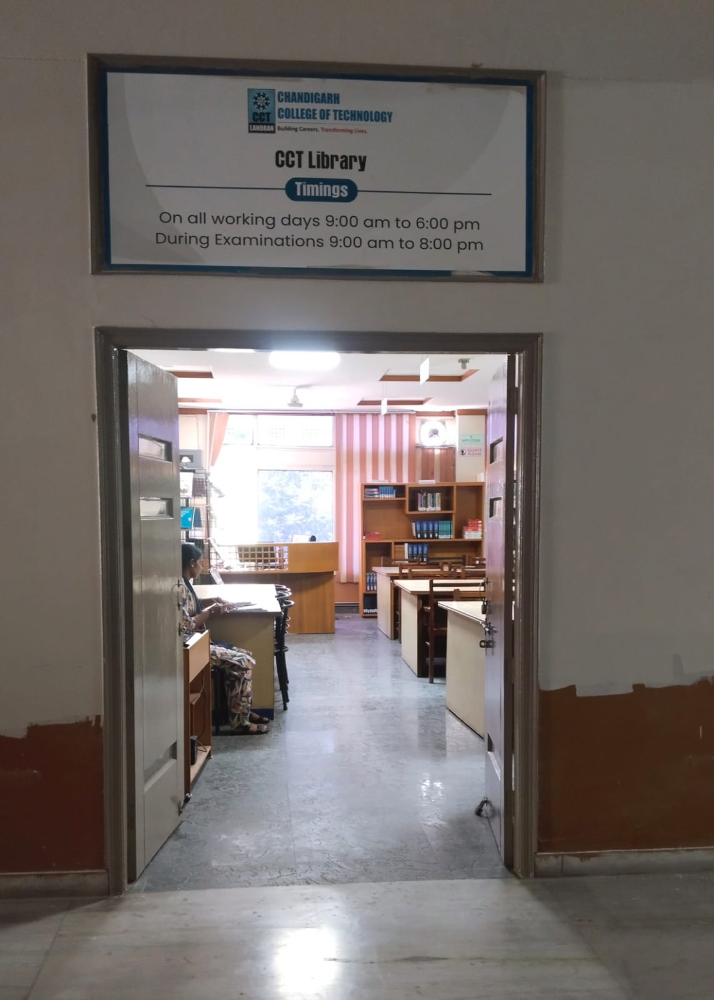 CHANDIGARH
COLLEGE OF TECHNOLOGY
CCT
LANDRAN
Building Careers. Transforming Lives.
CCT Library
Timings
On all working days 9:00 am to 6:00 pm
During Examinations 9:00 am to 8:00 pm
SILENCE
PLEASE